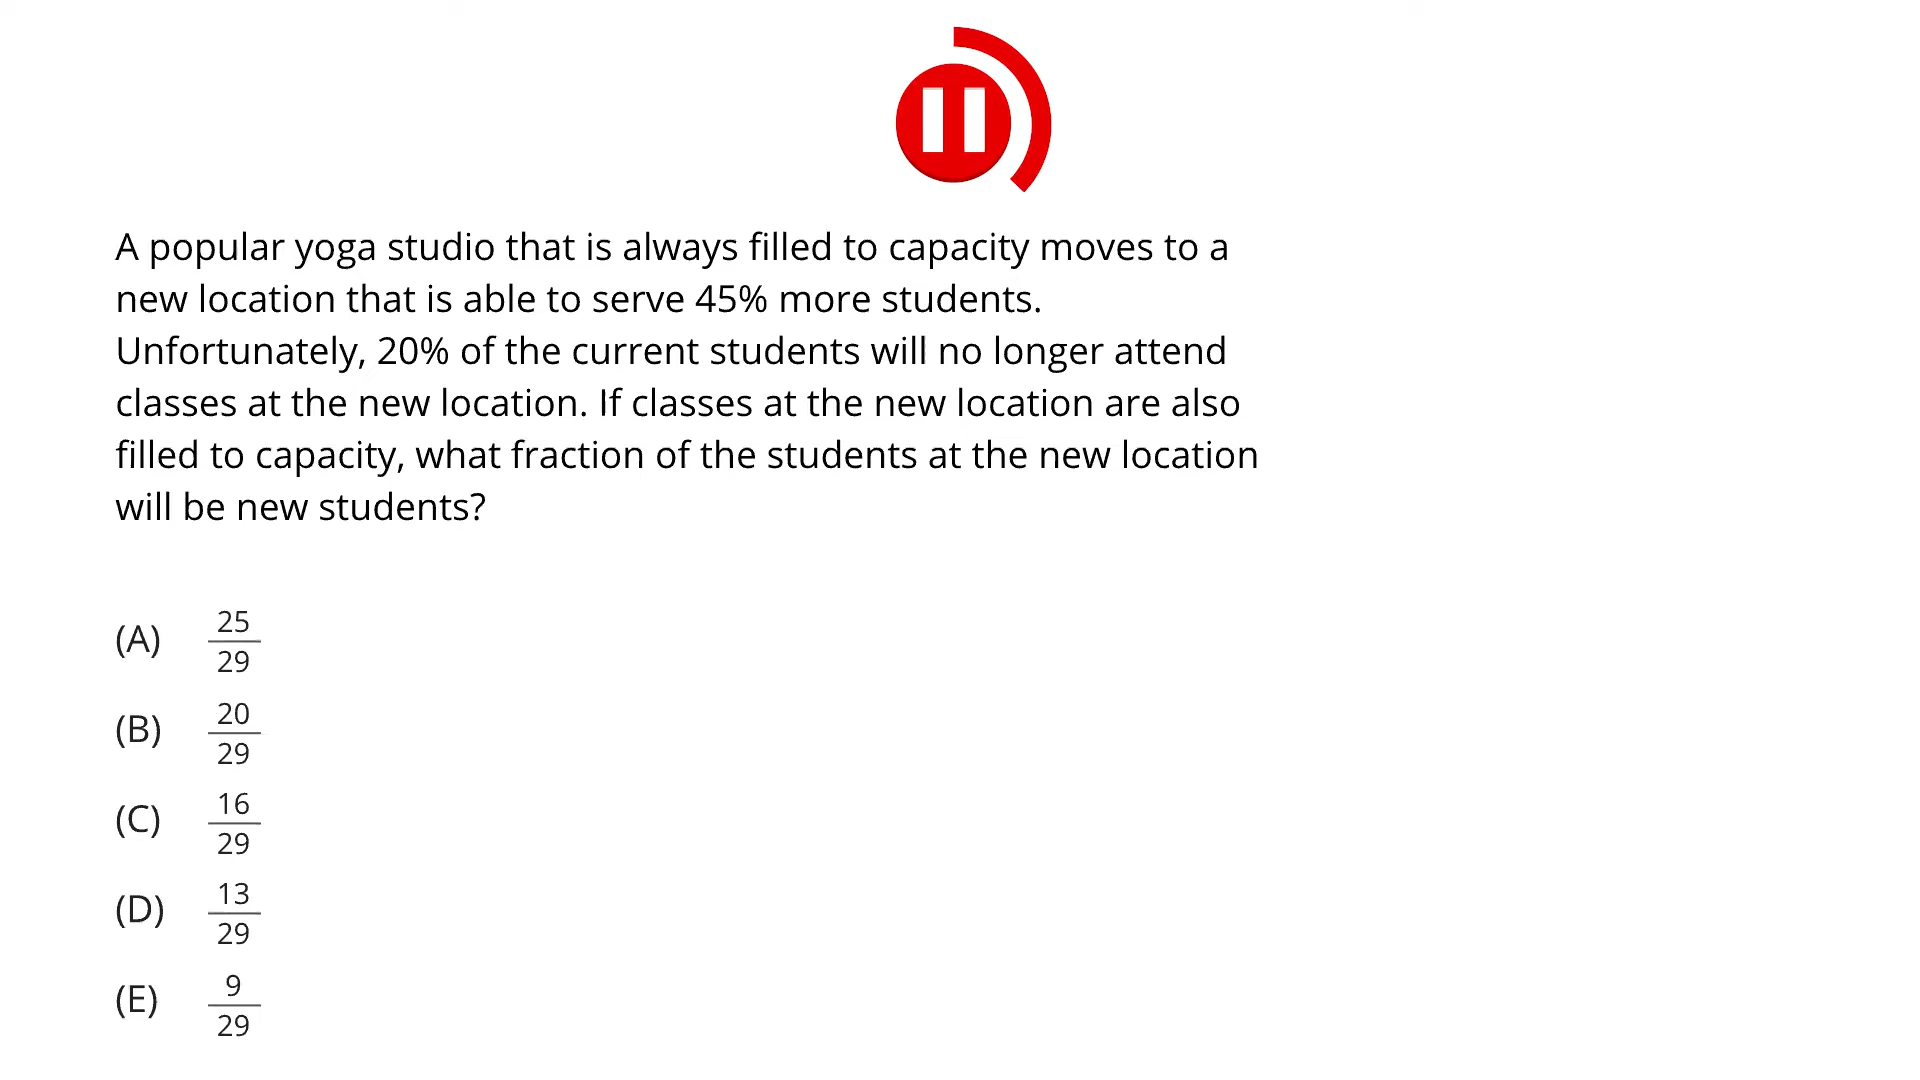 A popular yoga studio that is always filled to capacity moves to a
new location that is able to serve 45% more students.
Unfortunately, 20% of the current students will no longer attend
classes at the new location. If classes at the new location are also
filled to capacity, what fraction of the students at the new location
will be new students?
(A) 25/29
(B) 20/29
(C) 16/29
(D) 13/29
(E) 9/29